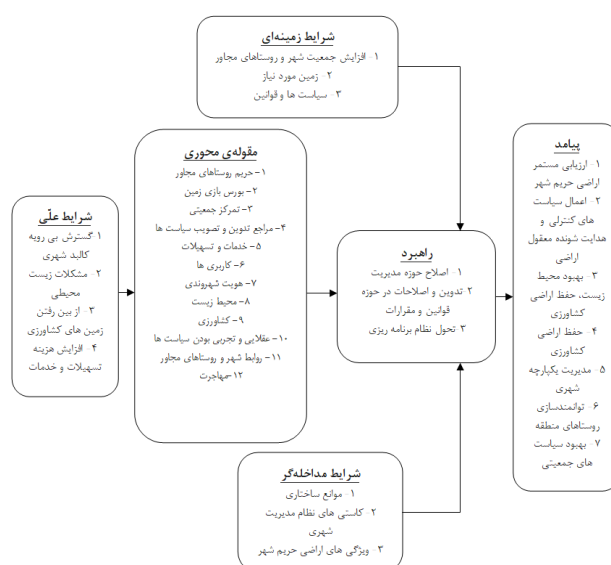 شرایط زمینه‌ای
۱- افزایش جمعیت شهر و روستاهای مجاور
۲- زمین مورد نیاز
۳- سیاست ها و قوانین
مقوله‌ی محوری
۱- حریم روستاهای مجاور
۲- بورس بازی زمین
۳- تمرکز جمعیتی
۴- مراجع تدوین و تصویب سیاست ها
۵- خدمات و تسهیلات
۶- کاربری ها
۷- هویت شهروندی
۸- محیط زیست
۹- کشاورزی
۱۰- عقلایی و تجربی بودن سیاست ها
۱۱- روابط شهر و روستاهای مجاور
۱۲- مهاجرت
شرایط علّی
۱- گسترش بی رویه
کالبد شهری
۲- مشکلات زیست
محیطی
۳- از بین رفتن
زمین های کشاورزی
۴- افزایش هزینه
تسهیلات و خدمات
راهبرد
۱- اصلاح حوزه مدیریت
۲- تدوین و اصلاحات در حوزه
قوانین و مقرارات
۳- تحول نظام برنامه ریزی
شرایط مداخله‌گر
۱- موانع ساختاری
۲- کاستی های نظام مدیریت
شهری
۳- ویژگی های اراضی حریم شهر
پیامد
۱- ارزیابی مستمر
اراضی حریم شهر
۲- اعمال سیاست
های کنترلی و
هدایت شونده معقول
اراضی
۳- بهبود محیط
زیست، حفظ اراضی
کشاورزی
۴- حفظ اراضی
کشاورزی
۵- مدیریت یکپارچه
شهری
۶- توانمندسازی
روستاهای منطقه
۷- بهبود سیاست
های جمعیتی